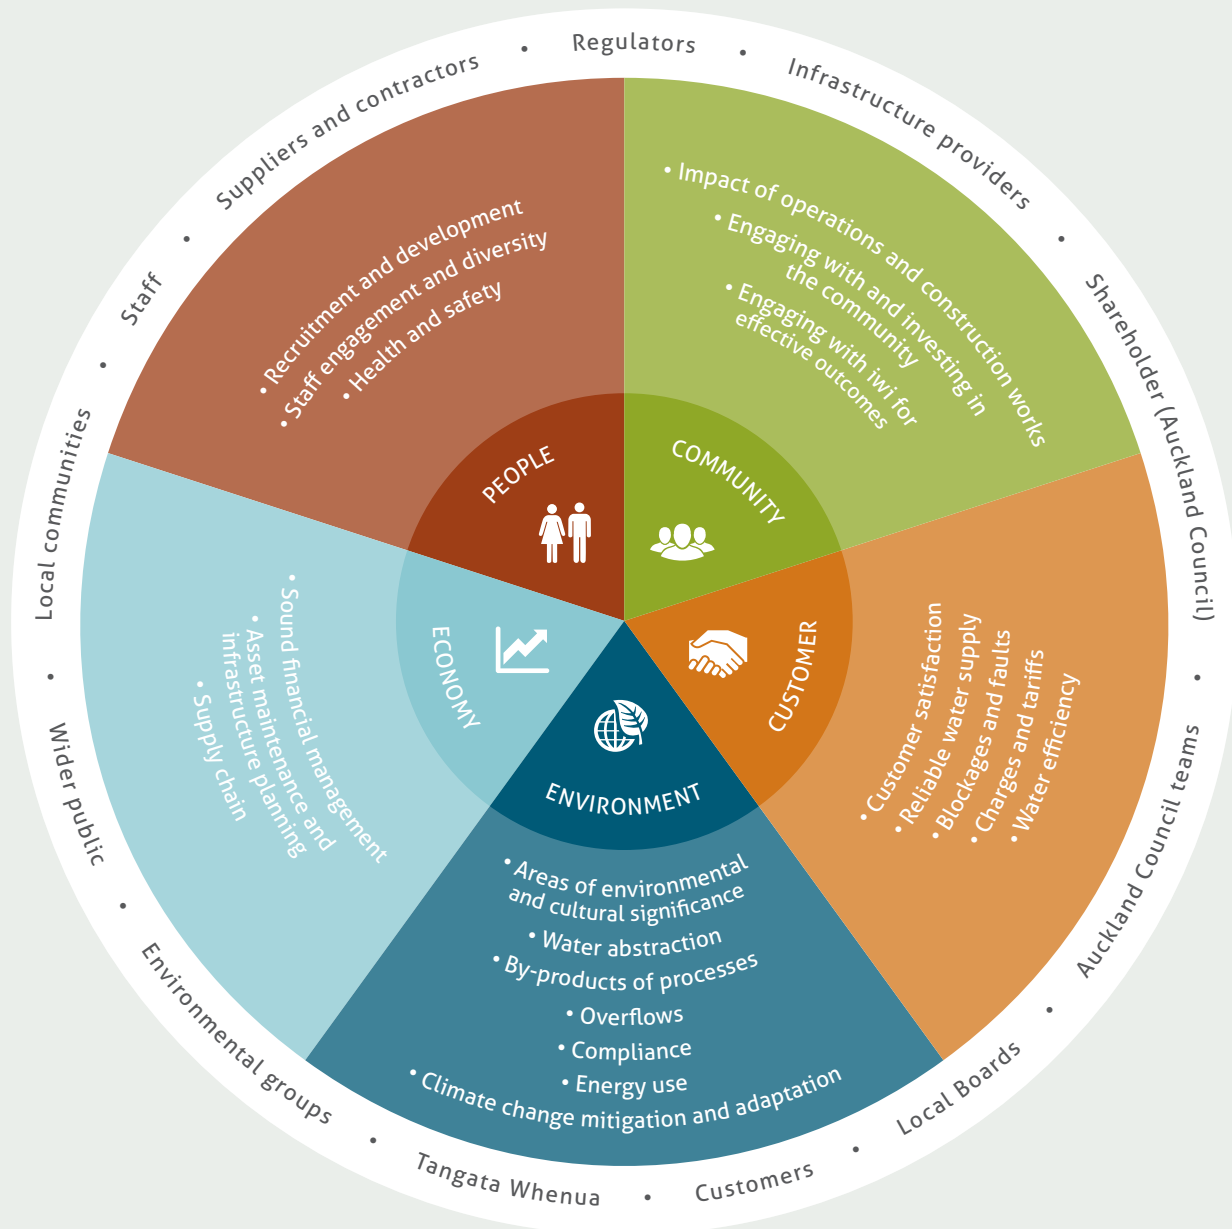 Regulators
•
Infrastructure providers
•
Shareholder (Auckland Council)
•
Auckland Council teams
•
Local Boards
•
Customers
•
Tangata Whenua
•
Environmental groups
•
Wider public
•
Local communities
•
Staff
•
Suppliers and contractors
•
PEOPLE
• Recruitment and development
• Staff engagement and diversity
• Health and safety
COMMUNITY
• Impact of operations and construction works
• Engaging with and investing in
the community
• Engaging with iwi for
effective outcomes
CUSTOMER
• Customer satisfaction
• Reliable water supply
• Blockages and faults
• Charges and tariffs
• Water efficiency
ENVIRONMENT
• Areas of environmental
and cultural significance
• Water abstraction
• By-products of processes
• Overflows
• Compliance
• Energy use
• Climate change mitigation and adaptation
ECONOMY
• Sound financial management
• Asset maintenance and
infrastructure planning
• Supply chain